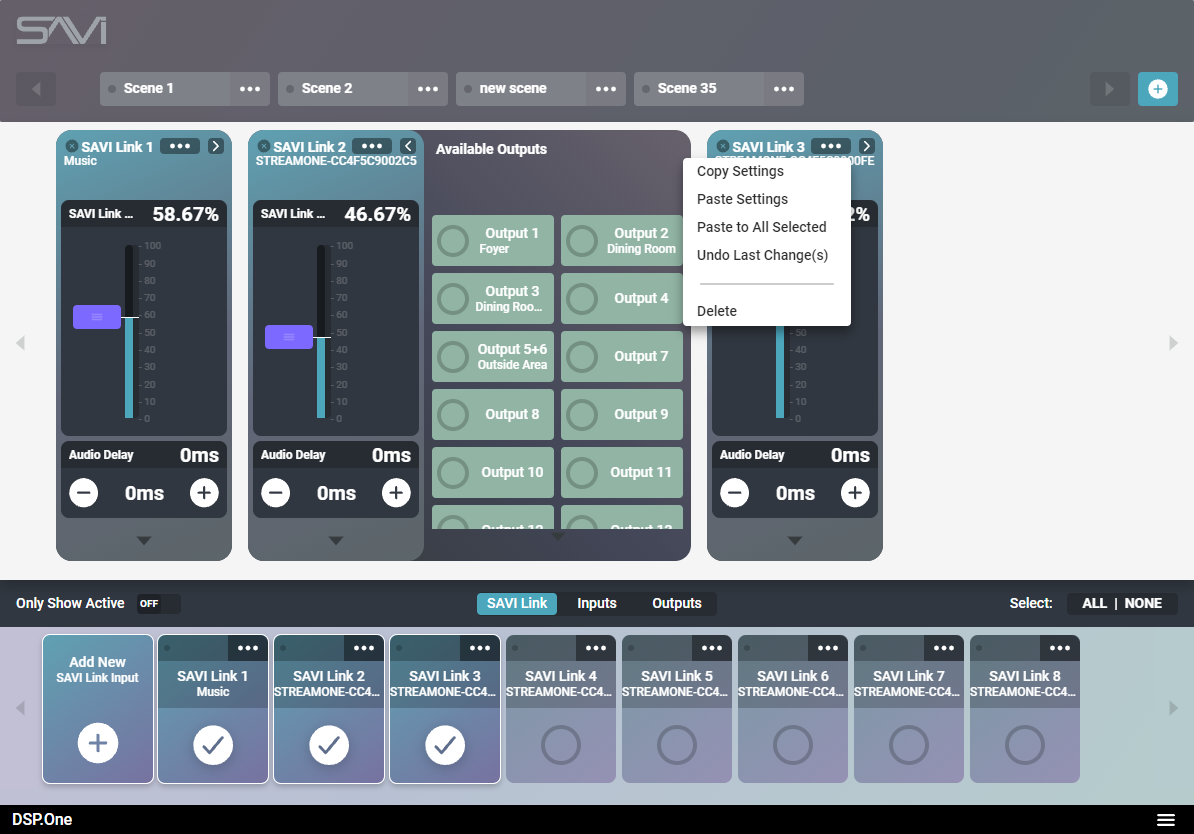 SAVI
Scene 1
Scene 2
new scene
Scene 35
SAVI Link 1
Music
SAVI Link ...
58.67%
100
90
80
70
60
50
40
30
20
10
0
Audio Delay
0ms
0ms
SAVI Link 2
STREAMONE-CC4F5C9002C5
SAVI Link ...
46.67%
100
90
80
70
60
50
40
30
20
10
0
Audio Delay
0ms
0ms
Available Outputs
Output 1
Foyer
Output 2
Dining Room
Output 3
Dining Roo...
Output 4
Output 5+6
Outside Area
Output 7
Output 8
Output 9
Output 10
Output 11
Output 12
Output 13
SAVI Link 3
Copy Settings
Paste Settings
Paste to All Selected
Undo Last Change(s)
Delete
50
40
30
20
10
0
Audio Delay
0ms
0ms
Only Show Active
OFF
SAVI Link
Inputs
Outputs
Select:
ALL | NONE
Add New
SAVI Link Input
SAVI Link 1
Music
SAVI Link 2
STREAMONE-CC4...
SAVI Link 3
STREAMONE-CC4...
SAVI Link 4
STREAMONE-CC4...
SAVI Link 5
STREAMONE-CC4...
SAVI Link 6
STREAMONE-CC4...
SAVI Link 7
STREAMONE-CC4...
SAVI Link 8
STREAMONE-CC4...
DSP.One